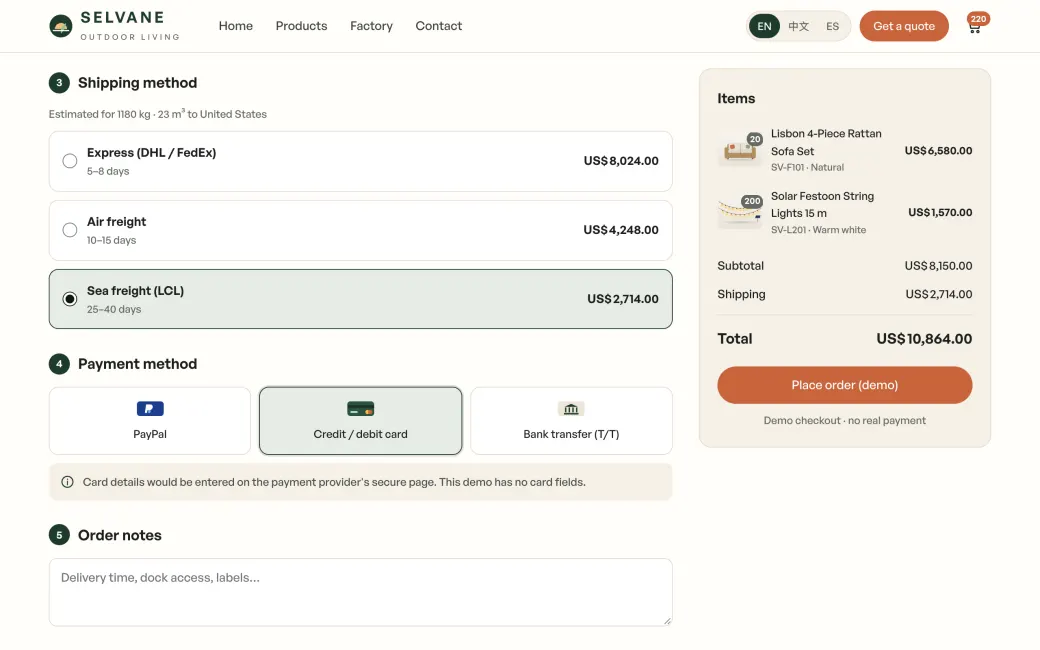 SELVANE
OUTDOOR LIVING
Home
Products
Factory
Contact
EN
中文
ES
Get a quote
220
3
Shipping method
Estimated for 1180 kg · 23 m³ to United States
Express (DHL / FedEx)
5–8 days
US$8,024.00
Air freight
10–15 days
US$4,248.00
Sea freight (LCL)
25–40 days
US$2,714.00
4
Payment method
PayPal
Credit / debit card
Bank transfer (T/T)
Card details would be entered on the payment provider's secure page. This demo has no card fields.
5
Order notes
Delivery time, dock access, labels...
Items
20
Lisbon 4-Piece Rattan
Sofa Set
SV-F101 · Natural
US$6,580.00
200
Solar Festoon String
Lights 15 m
SV-L201 · Warm white
US$1,570.00
Subtotal
US$8,150.00
Shipping
US$2,714.00
Total
US$10,864.00
Place order (demo)
Demo checkout · no real payment